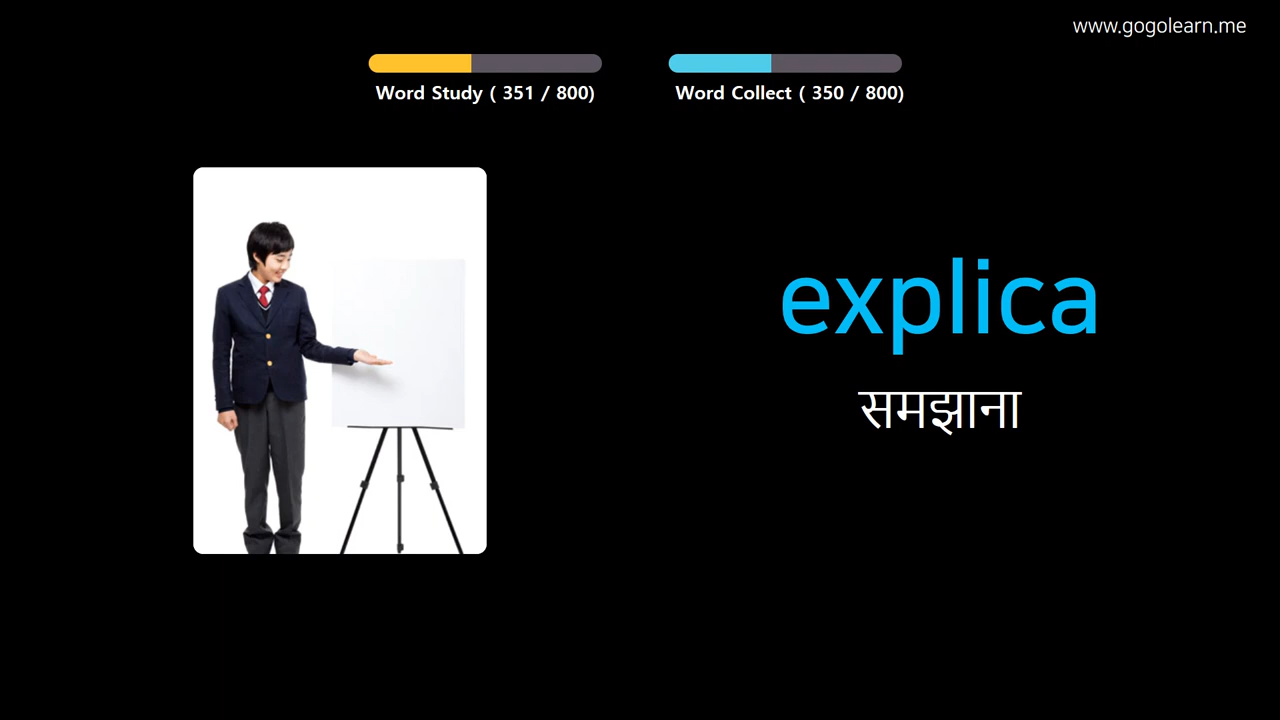 www.gogolearn.me
Word Study ( 351 / 800)
Word Collect ( 350 / 800)
explica
समझाना